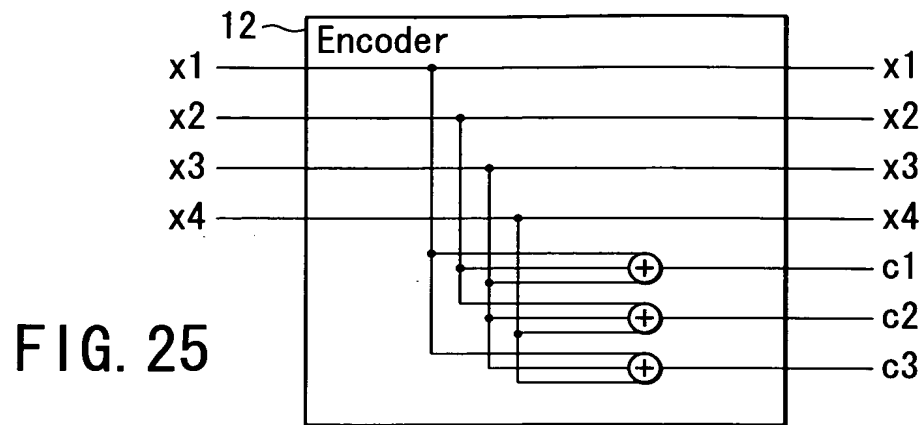 12
Encoder
x1 x1
x2 x2
x3 x3
x4 x4
+ c1
+ c2
+ c3
FIG. 25